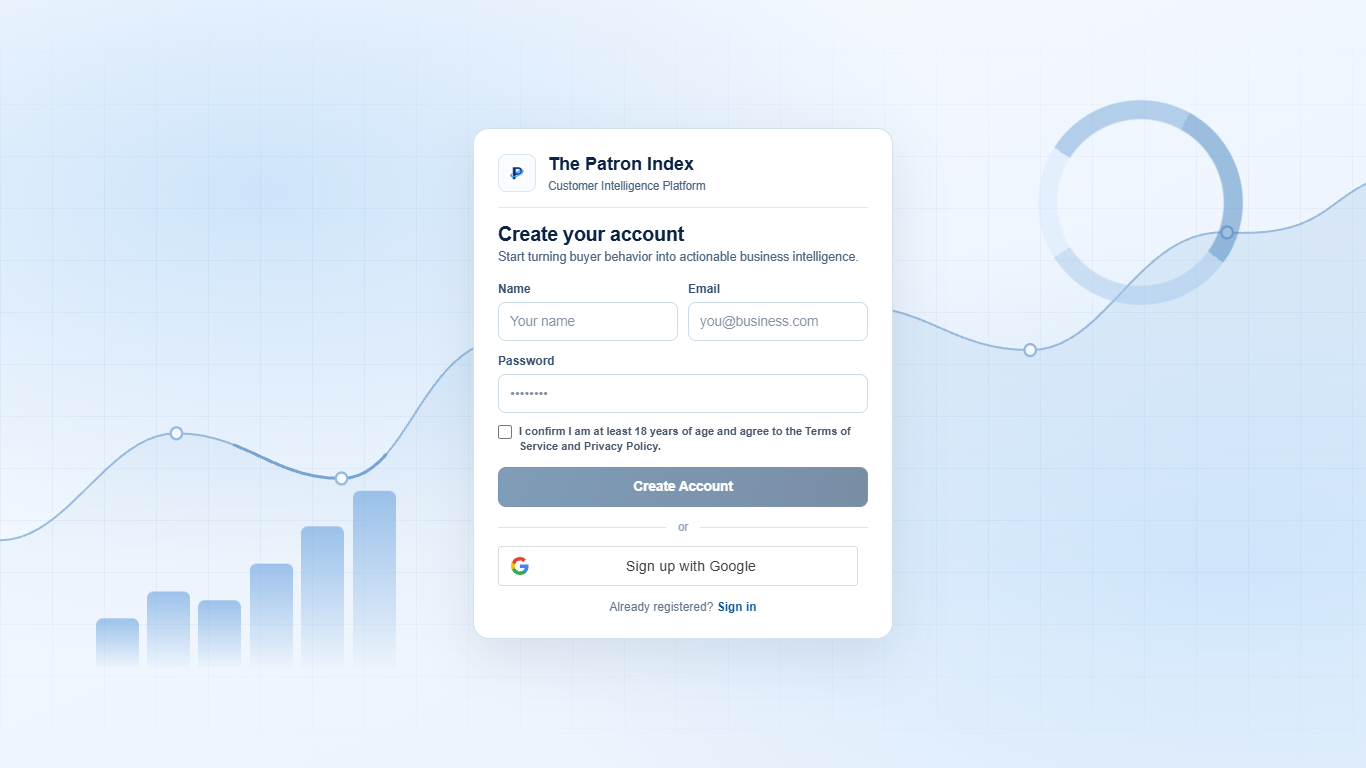 The Patron Index
Customer Intelligence Platform
Create your account
Start turning buyer behavior into actionable business intelligence.
Name
Email
Your name
you@business.com
Password
••••••••
I confirm I am at least 18 years of age and agree to the Terms of
Service and Privacy Policy.
Create Account
or
Sign up with Google
Already registered? Sign in